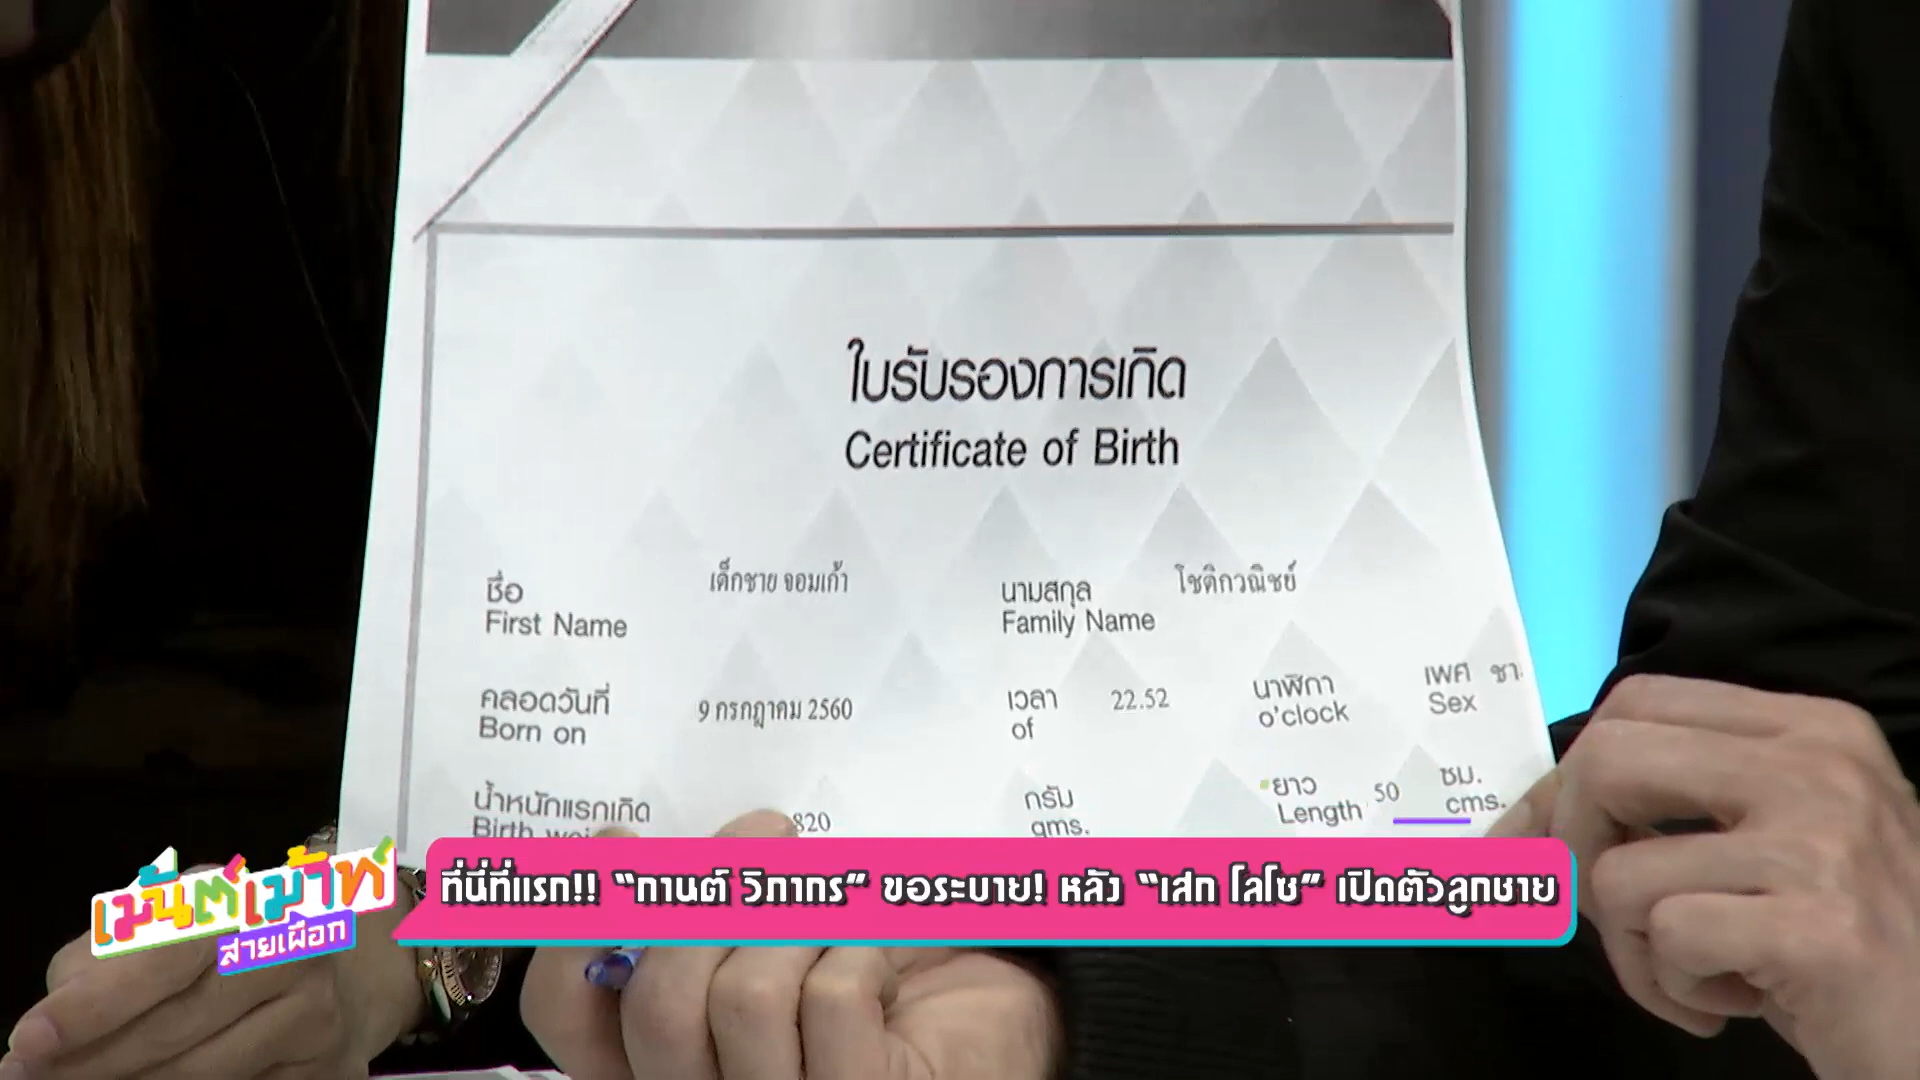 ใบรับรองการเกิด
Certificate of Birth
ชื่อ เด็กชาย จอมเก้า นามสกุล โชติกวณิชย์
First Name Family Name
คลอดวันที่ 9 กรกฎาคม 2560 เวลา 22.52 นาฬิกา เพศ
Born on of o'clock Sex
น้ำหนักแรกเกิด 820 กรัม ยาว 50 ซม.
Birth gms. Length cms.
ที่นี่ที่แรก!! “กานต์ วิภากร” ขอระบาย! หลัง “เสก โลโซ” เปิดตัวลูกชาย
เม้นต์เม้าท์
สายเผือก